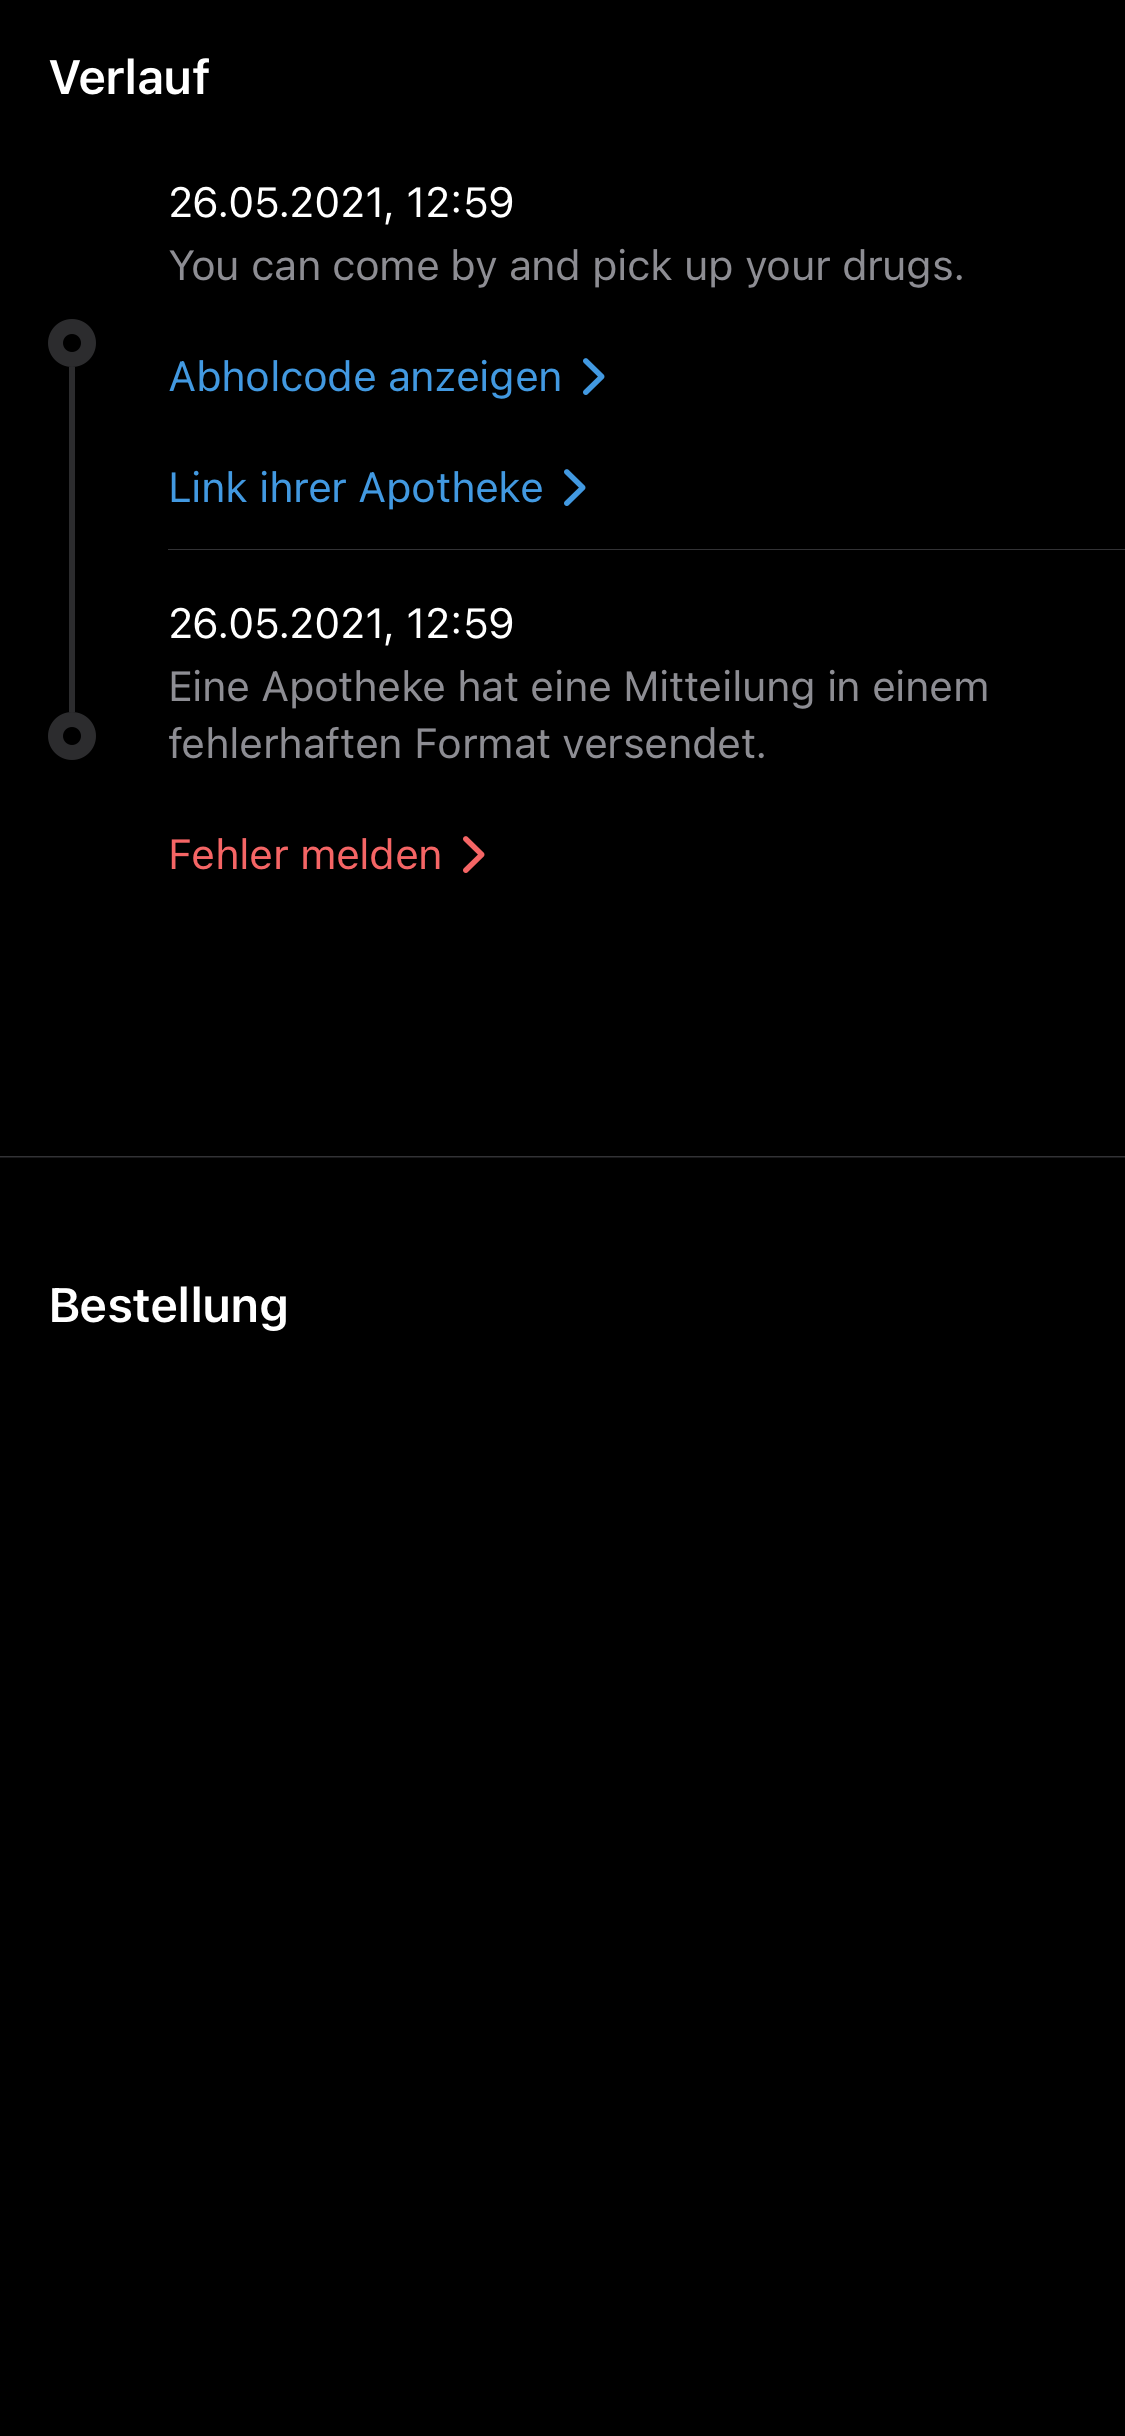 Verlauf
26.05.2021, 12:59
You can come by and pick up your drugs.
Abholcode anzeigen
Link ihrer Apotheke
26.05.2021, 12:59
Eine Apotheke hat eine Mitteilung in einem
fehlerhaften Format versendet.
Fehler melden
Bestellung